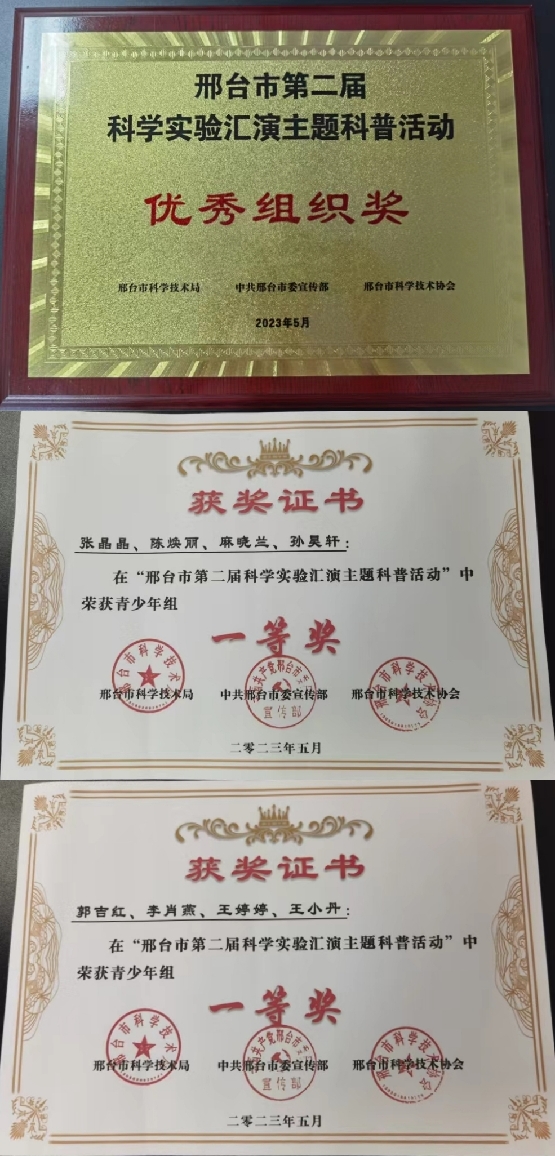 邢台市第二届
科学实验汇演主题科普活动
优秀组织奖
邢台市科学技术局 中共邢台市委宣传部 邢台市科学技术协会
2023年5月
获奖证书
张晶晶、陈焕丽、麻晓兰、孙昊轩：
在“邢台市第二届科学实验汇演主题科普活动”中
荣获青少年组
一等奖
邢台市科学技术局 中共邢台市委宣传部 邢台市科学技术协会
宣传部
二零二三年五月
获奖证书
郭吉红、李肖燕、王婷婷、王小丹：
在“邢台市第二届科学实验汇演主题科普活动”中
荣获青少年组
一等奖
邢台市科学技术局 中共邢台市委宣传部 邢台市科学技术协会
宣传部
二零二三年五月